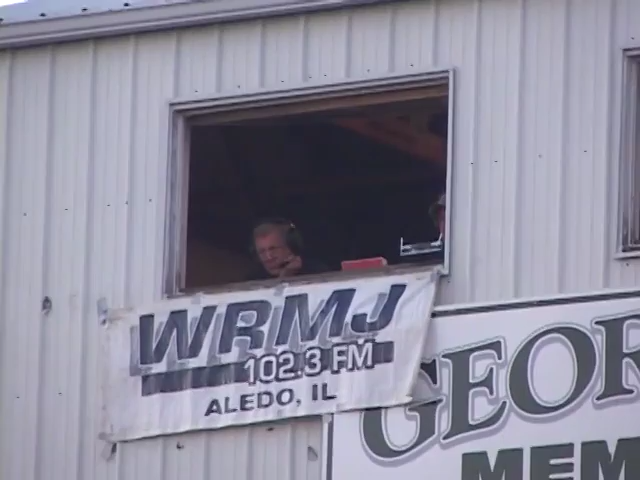 WRMJ
102.3 FM
ALEDO, IL
GEOR
MEM